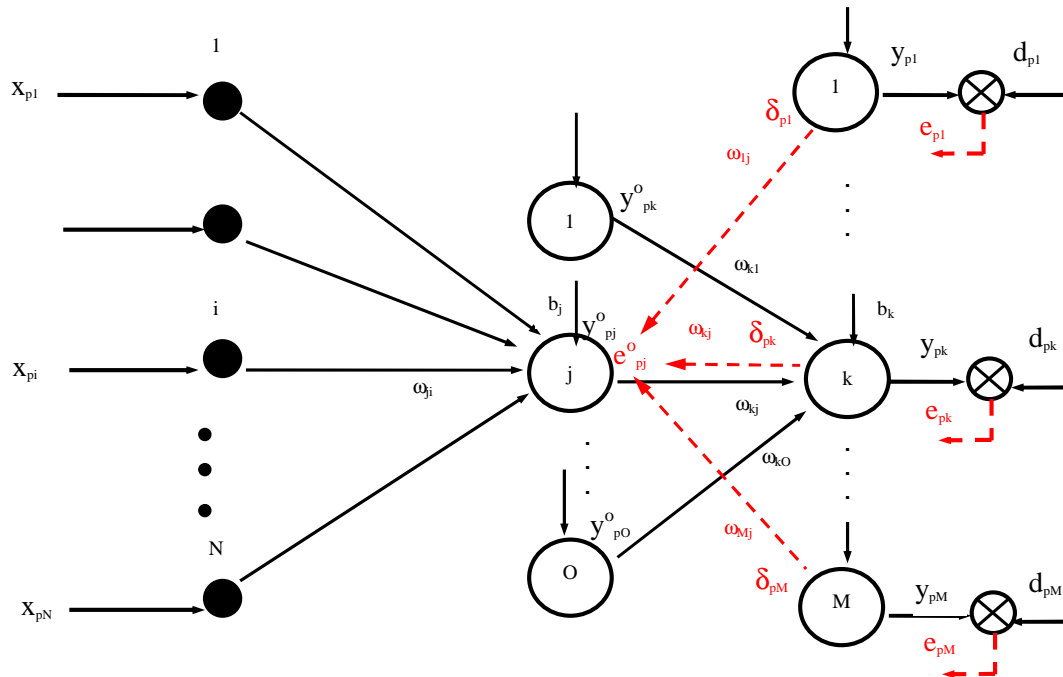 1
x_p1
1
y_p1
d_p1
δ_p1
e_p1
ω_1j
1
y^o_pk
ω_k1
i
b_j
y^o_pj
ω_kj
δ_pk
b_k
y_pk
d_pk
x_pi
e^o_pj
j
k
ω_ji
ω_kj
e_pk
ω_kO
N
y^o_pO
ω_Mj
O
δ_pM
M
y_pM
d_pM
x_pN
e_pM